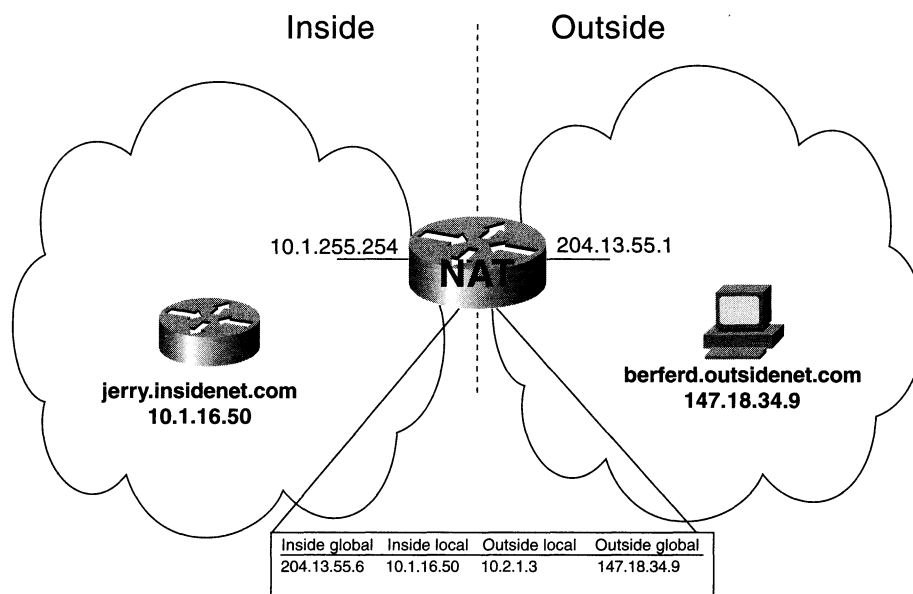 Inside Outside
10.1.255.254 204.13.55.1
NAT
jerry.insidenet.com
10.1.16.50
berferd.outsidenet.com
147.18.34.9
Inside global Inside local Outside local Outside global
204.13.55.6 10.1.16.50 10.2.1.3 147.18.34.9